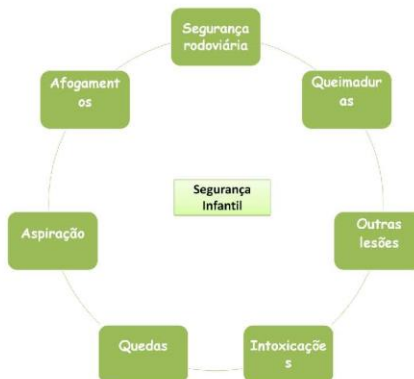 Segurança
rodoviária
Queimadur
as
Outras
lesões
Intoxicaçõe
s
Quedas
Aspiração
Afogament
os
Segurança
Infantil